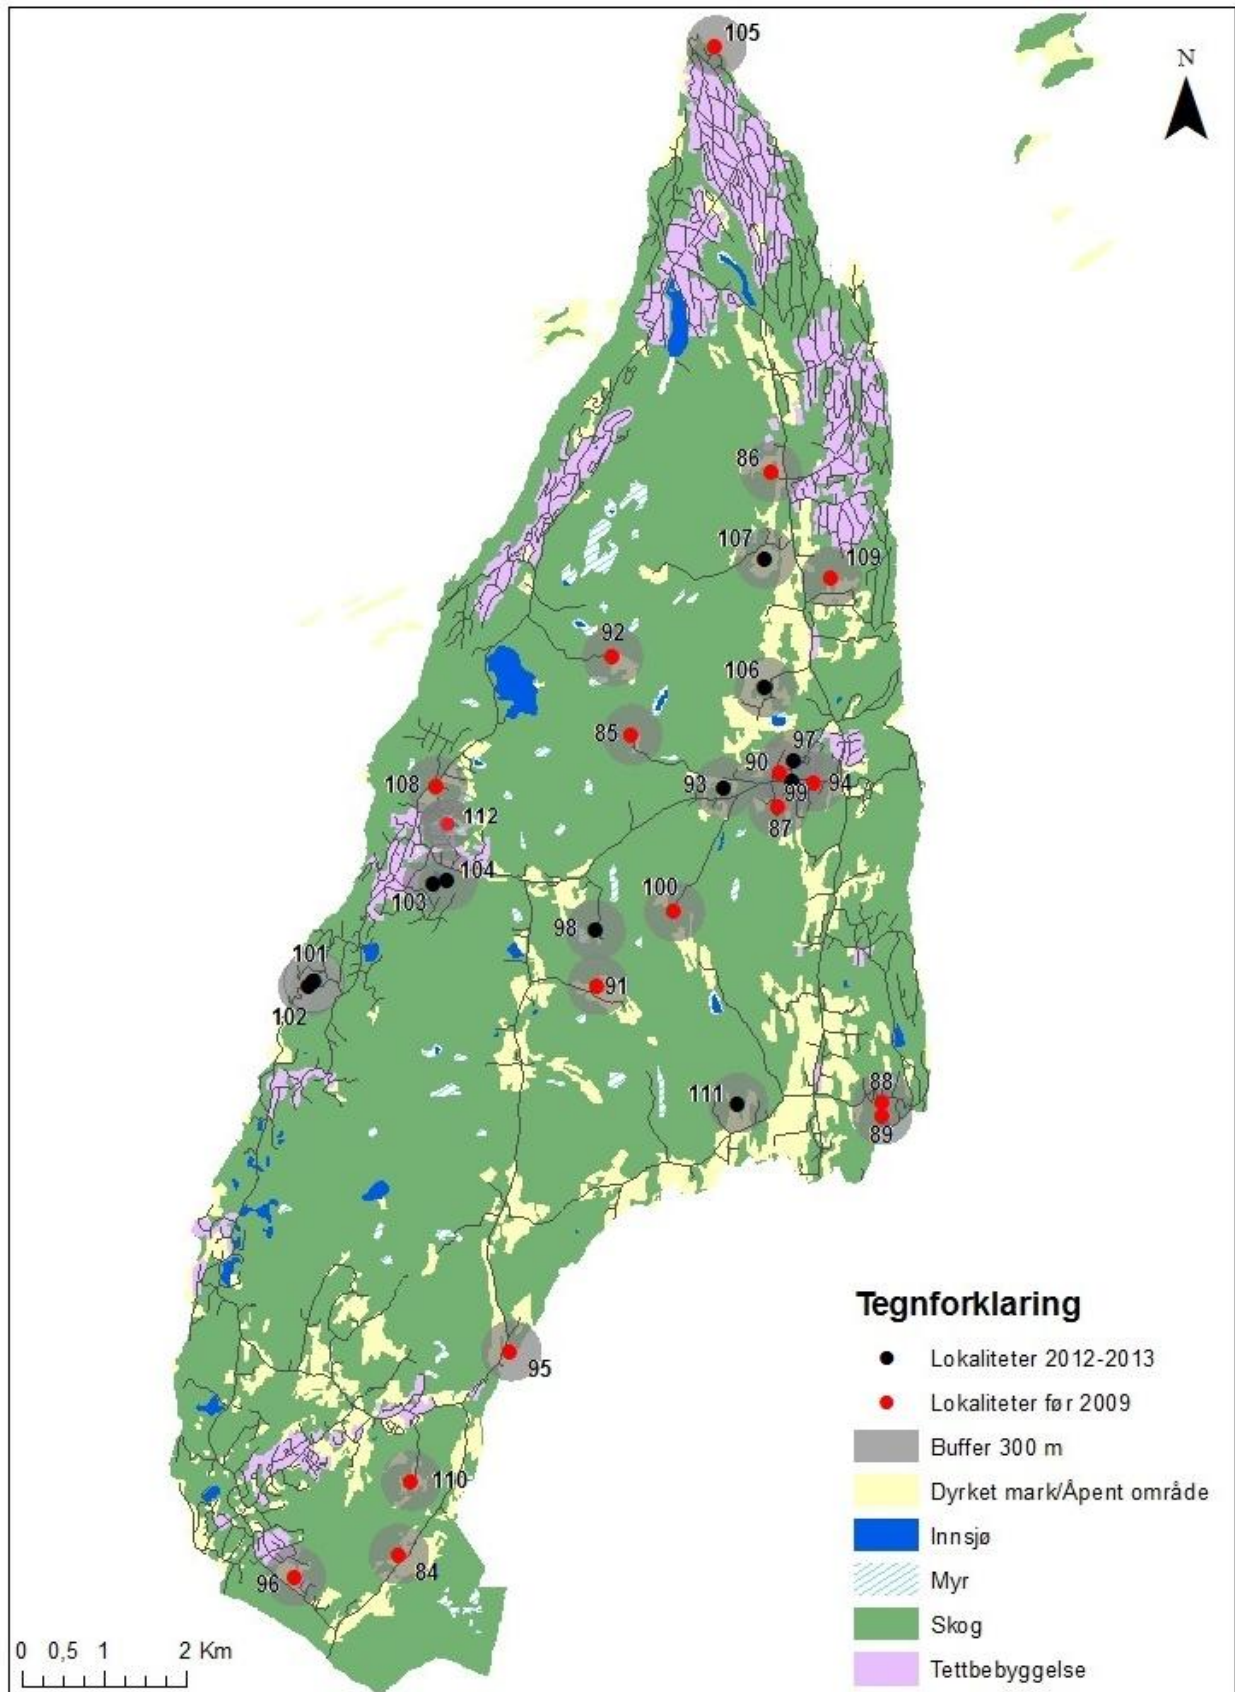 105
N
86
107
109
92
106
85
97
90
93
94
99
108
87
112
104
100
103
98
101
91
102
88
111
89
Tegnforklaring
Lokaliteter 2012-2013
95
Lokaliteter før 2009
Buffer 300 m
110
Dyrket mark/Åpent område
Innsjø
84
96
Myr
Skog
0 0,5 1 2 Km
Tettbebyggelse